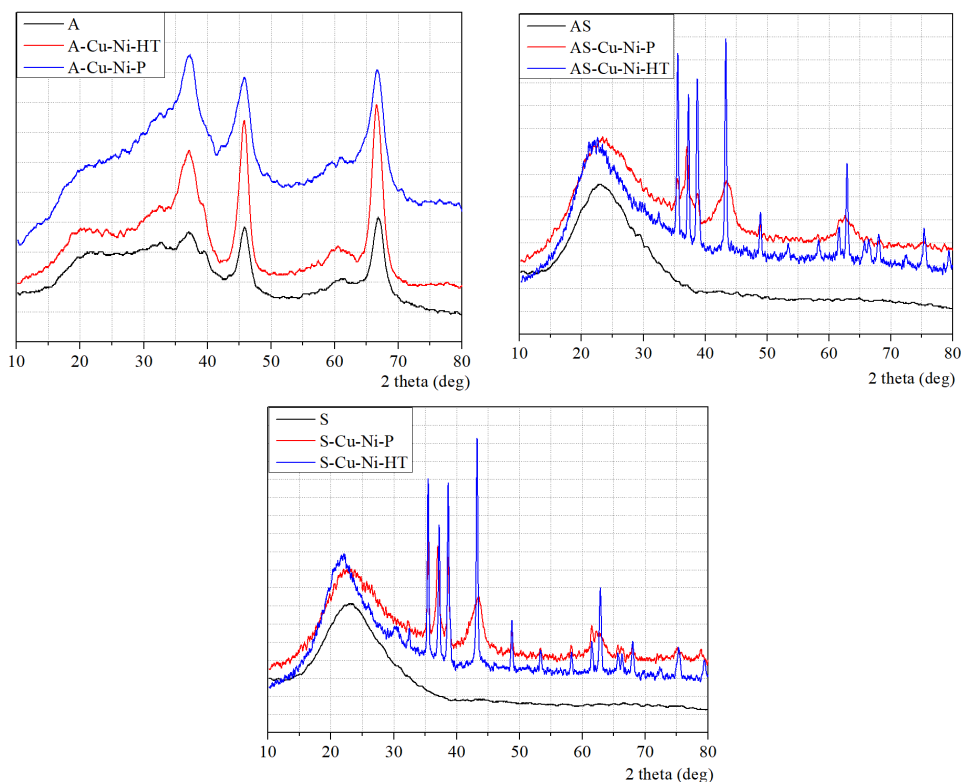 A
A-Cu-Ni-HT
A-Cu-Ni-P
10 20 30 40 50 60 70 80
2 theta (deg)
AS
AS-Cu-Ni-P
AS-Cu-Ni-HT
10 20 30 40 50 60 70 80
2 theta (deg)
S
S-Cu-Ni-P
S-Cu-Ni-HT
10 20 30 40 50 60 70 80
2 theta (deg)